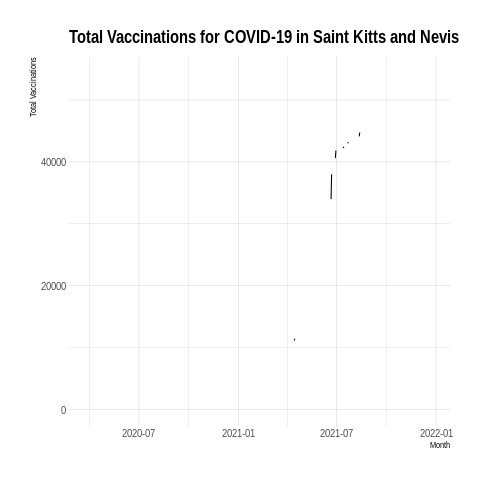 Total Vaccinations for COVID-19 in Saint Kitts and Nevis
Total Vaccinations
40000
20000
0
2020-07
2021-01
2021-07
2022-01
Month